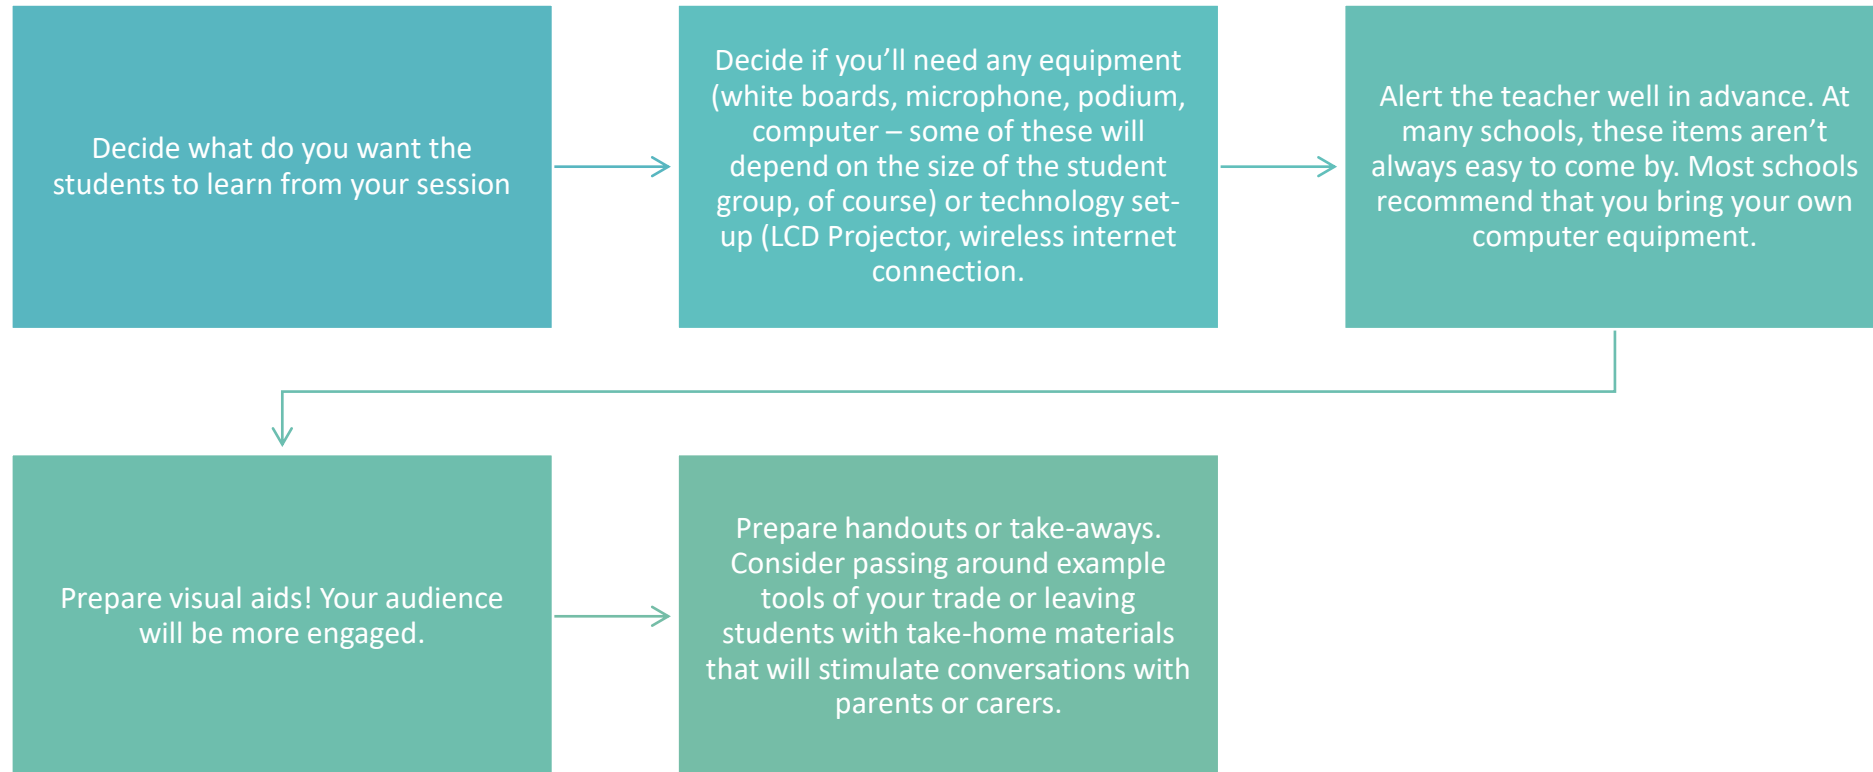 Decide what do you want the
students to learn from your session
Decide if you’ll need any equipment
(white boards, microphone, podium,
computer – some of these will
depend on the size of the student
group, of course) or technology set-
up (LCD Projector, wireless internet
connection.
Alert the teacher well in advance. At
many schools, these items aren’t
always easy to come by. Most schools
recommend that you bring your own
computer equipment.
Prepare visual aids! Your audience
will be more engaged.
Prepare handouts or take-aways.
Consider passing around example
tools of your trade or leaving
students with take-home materials
that will stimulate conversations with
parents or carers.